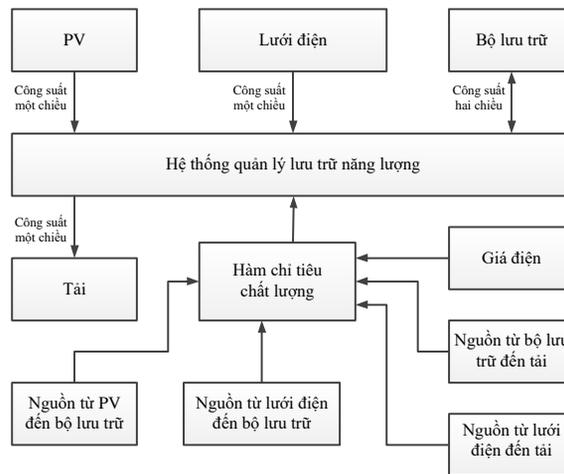 PV
Lưới điện
Bộ lưu trữ
Công suất
một chiều
Công suất
một chiều
Công suất
hai chiều
Hệ thống quản lý lưu trữ năng lượng
Công suất
một chiều
Tải
Hàm chỉ tiêu
chất lượng
Giá điện
Nguồn từ bộ lưu
trữ đến tải
Nguồn từ PV
đến bộ lưu trữ
Nguồn từ lưới điện
đến bộ lưu trữ
Nguồn từ lưới
điện đến tải